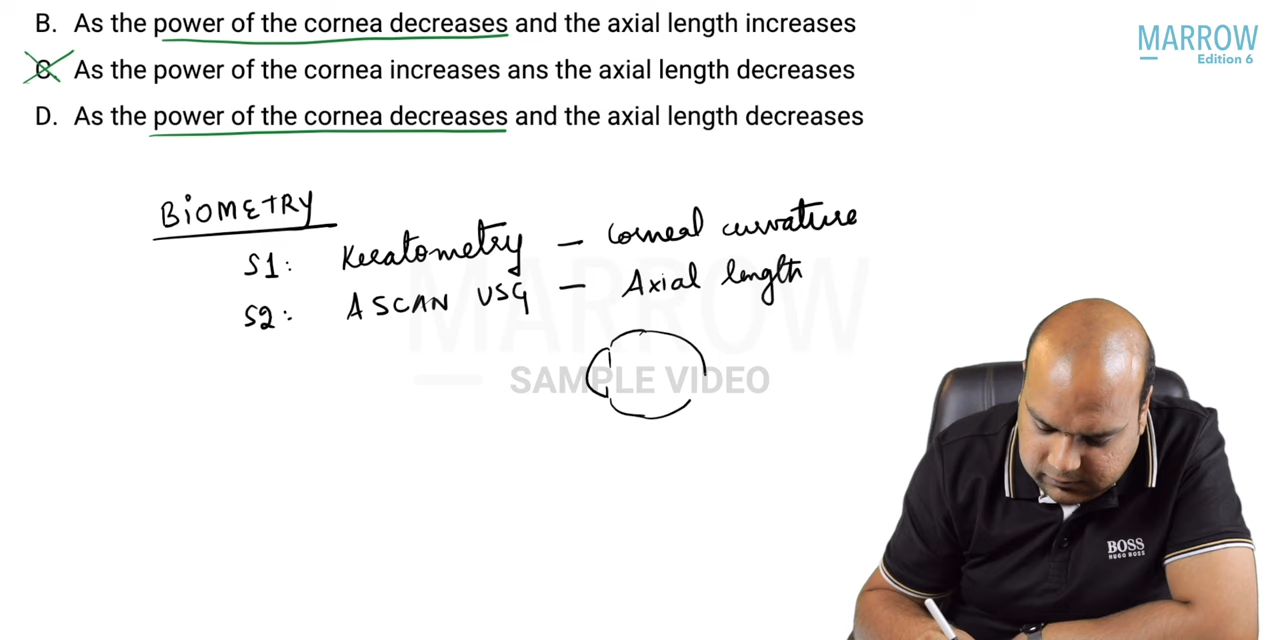 B. As the power of the cornea decreases and the axial length increases
MARROW
Edition 6
C. As the power of the cornea increases ans the axial length decreases
D. As the power of the cornea decreases and the axial length decreases
BIOMETRY
S1: Keratometry – Corneal curvature
S2: A SCAN USG – Axial length
MARROW
SAMPLE VIDEO
BOSS
HUGO BOSS